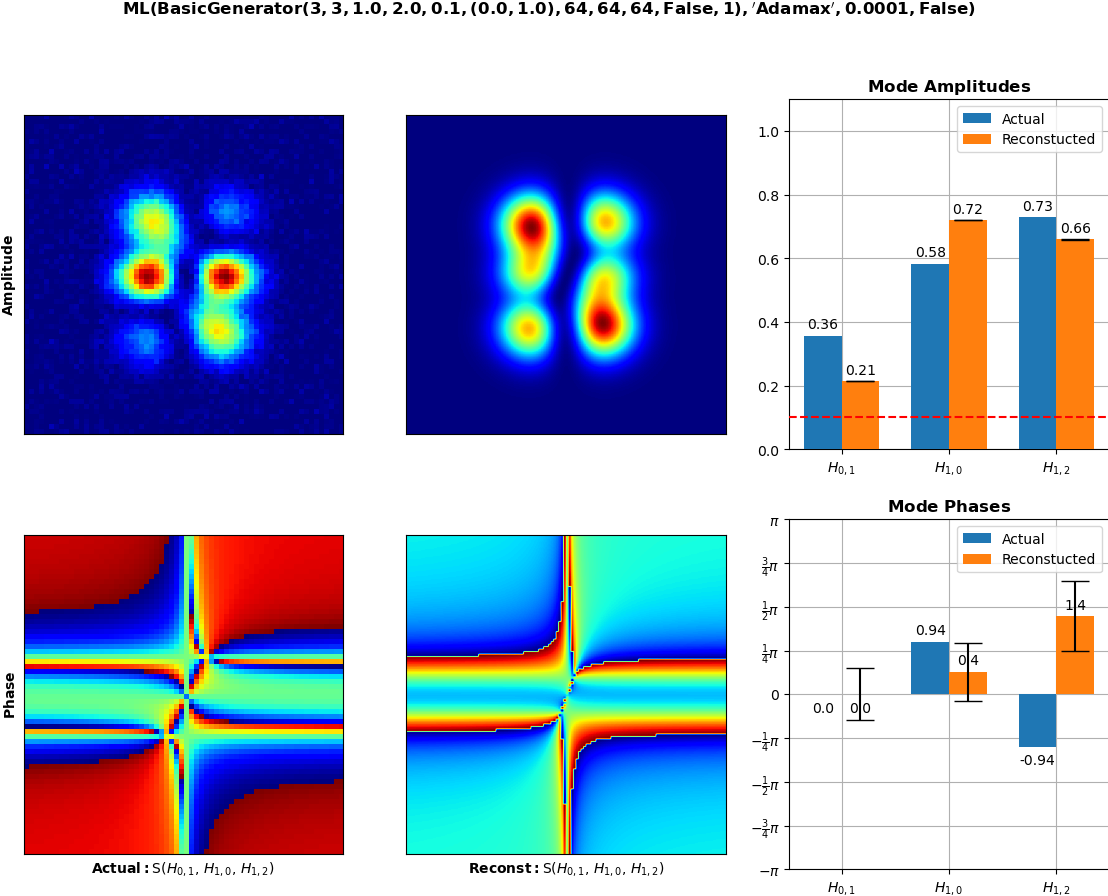 ML(BasicGenerator(3, 3, 1.0, 2.0, 0.1, (0.0, 1.0), 64, 64, 64, False, 1), ′Adamax′, 0.0001, False)
Amplitude
Mode Amplitudes
Actual
Reconstucted
1.0
0.8
0.6
0.4
0.2
0.0
0.36
0.21
0.58
0.72
0.73
0.66
H0, 1
H1, 0
H1, 2
Phase
Actual: S(H0, 1, H1, 0, H1, 2)
Reconst: S(H0, 1, H1, 0, H1, 2)
Mode Phases
Actual
Reconstucted
π
3/4π
1/2π
1/4π
0
−1/4π
−1/2π
−3/4π
−π
0.0
0.0
0.94
0.4
-0.94
1.4
H0, 1
H1, 0
H1, 2